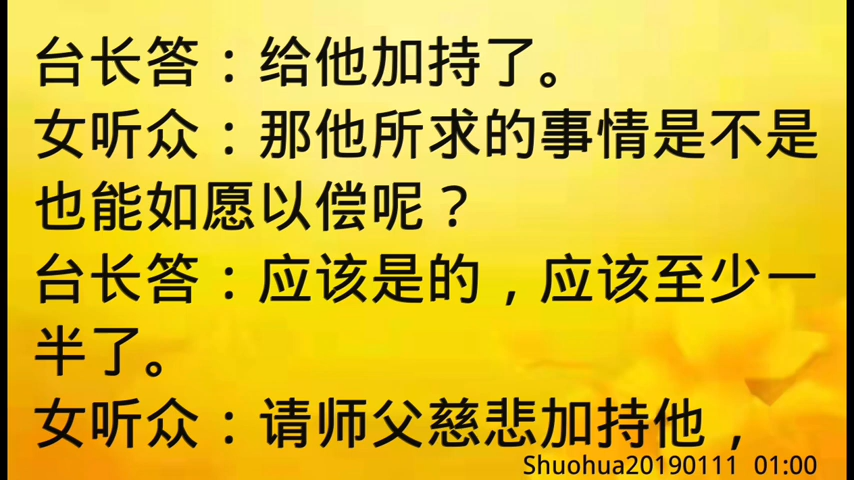 台长答：给他加持了。
女听众：那他所求的事情是不是
也能如愿以偿呢？
台长答：应该是的，应该至少一
半了。
女听众：请师父慈悲加持他，
Shuohua20190111 01:00